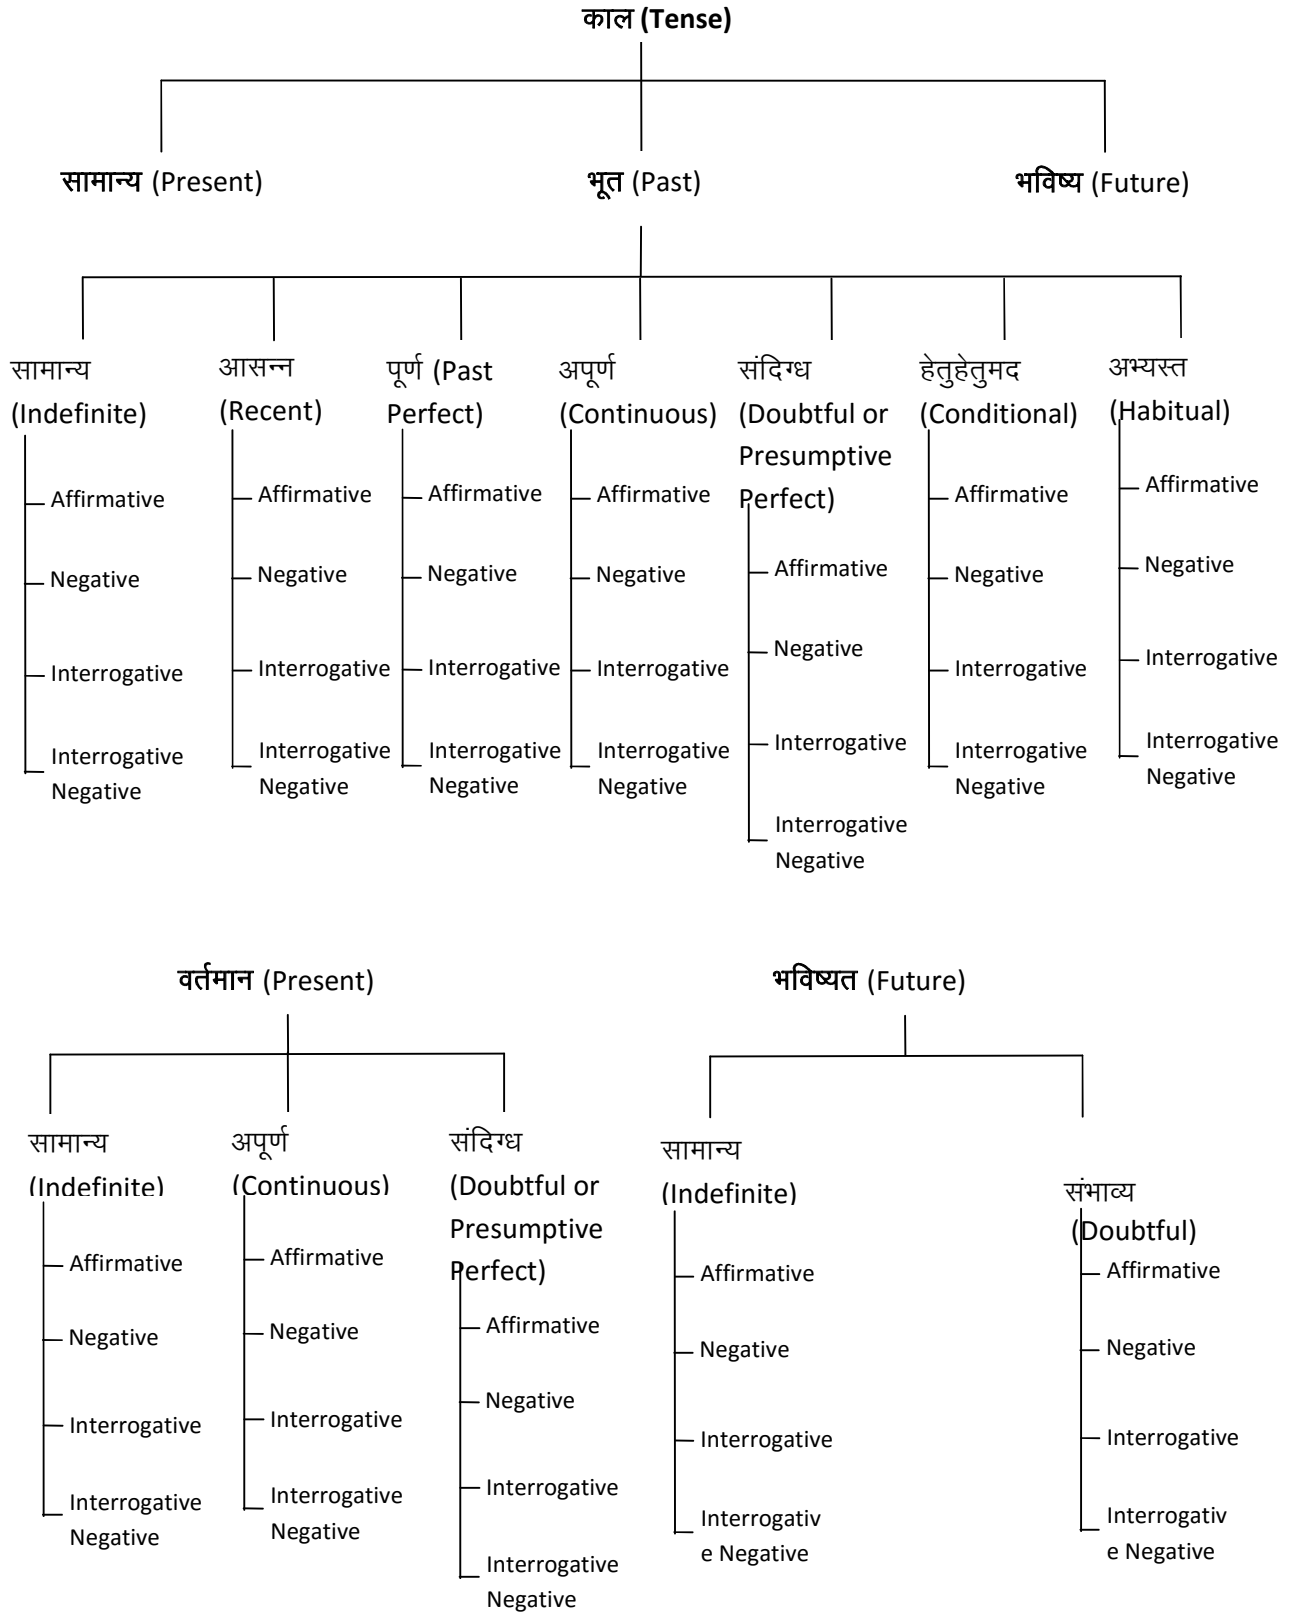 काल (Tense)
सामान्य (Present)
भूत (Past)
भविष्य (Future)
सामान्य
(Indefinite)
Affirmative
Negative
Interrogative
Interrogative
Negative
आसन्न
(Recent)
Affirmative
Negative
Interrogative
Interrogative
Negative
पूर्ण (Past
Perfect)
Affirmative
Negative
Interrogative
Interrogative
Negative
अपूर्ण
(Continuous)
Affirmative
Negative
Interrogative
Interrogative
Negative
संदिग्ध
(Doubtful or
Presumptive
Perfect)
Affirmative
Negative
Interrogative
Interrogative
Negative
हेतुहेतुमद
(Conditional)
Affirmative
Negative
Interrogative
Interrogative
Negative
अभ्यस्त
(Habitual)
Affirmative
Negative
Interrogative
Interrogative
Negative
वर्तमान (Present)
सामान्य
(Indefinite)
Affirmative
Negative
Interrogative
Interrogative
Negative
अपूर्ण
(Continuous)
Affirmative
Negative
Interrogative
Interrogative
Negative
संदिग्ध
(Doubtful or
Presumptive
Perfect)
Affirmative
Negative
Interrogative
Interrogative
Negative
भविष्यत (Future)
सामान्य
(Indefinite)
Affirmative
Negative
Interrogative
Interrogativ
e Negative
संभाव्य
(Doubtful)
Affirmative
Negative
Interrogative
Interrogativ
e Negative